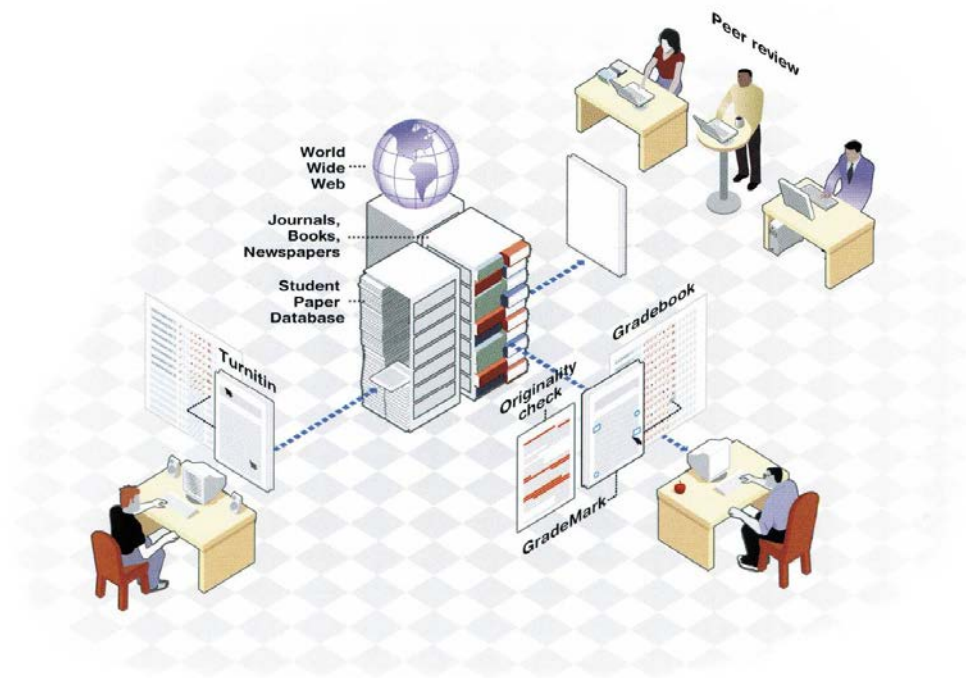 Peer review
World
Wide
Web
Journals,
Books,
Newspapers
Student
Paper
Database
Turnitin
Gradebook
Originality
check
GradeMark